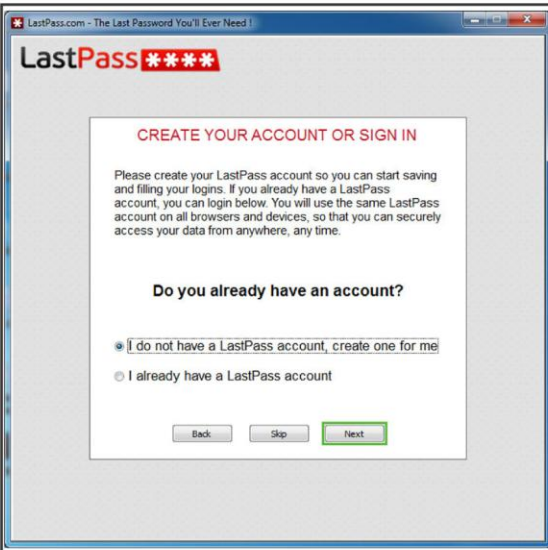 LastPass.com - The Last Password You'll Ever Need !
LastPass ****
CREATE YOUR ACCOUNT OR SIGN IN
Please create your LastPass account so you can start saving
and filling your logins. If you already have a LastPass
account, you can login below. You will use the same LastPass
account on all browsers and devices, so that you can securely
access your data from anywhere, any time.
Do you already have an account?
I do not have a LastPass account, create one for me
I already have a LastPass account
Back Skip Next